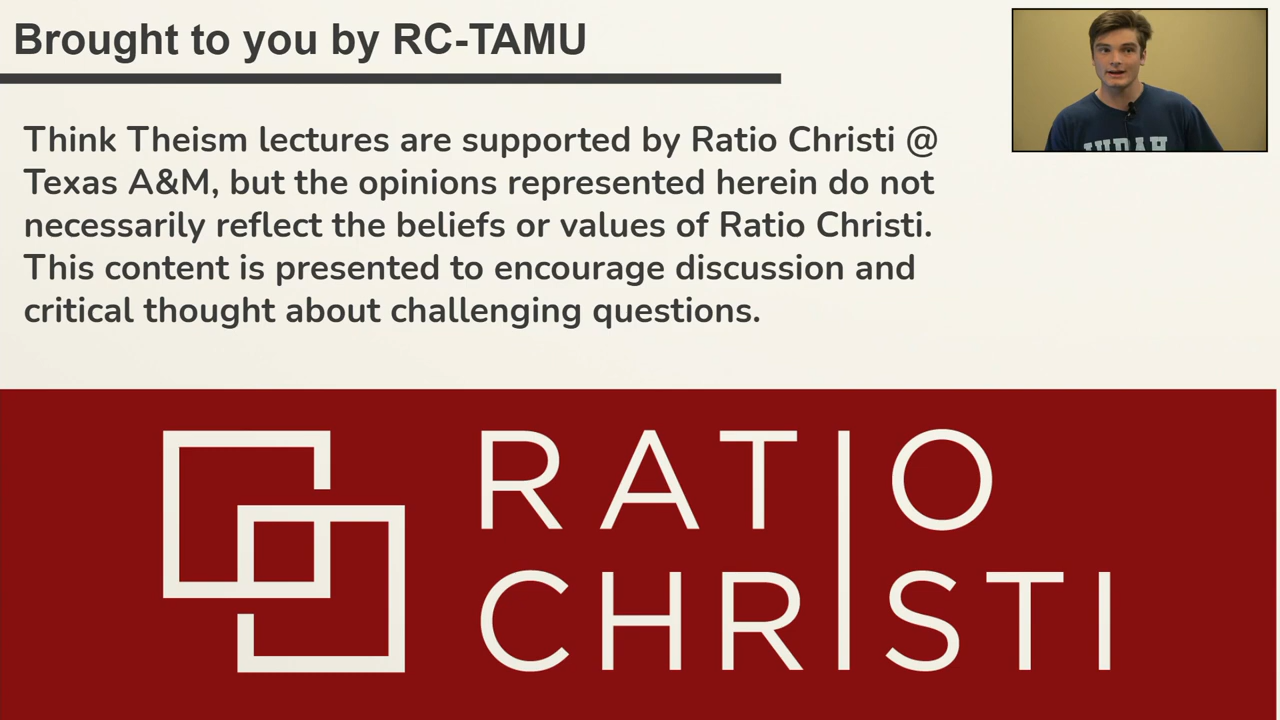 Brought to you by RC-TAMU
Think Theism lectures are supported by Ratio Christi @
Texas A&M, but the opinions represented herein do not
necessarily reflect the beliefs or values of Ratio Christi.
This content is presented to encourage discussion and
critical thought about challenging questions.
JUDAH
RATIO
CHRISTI